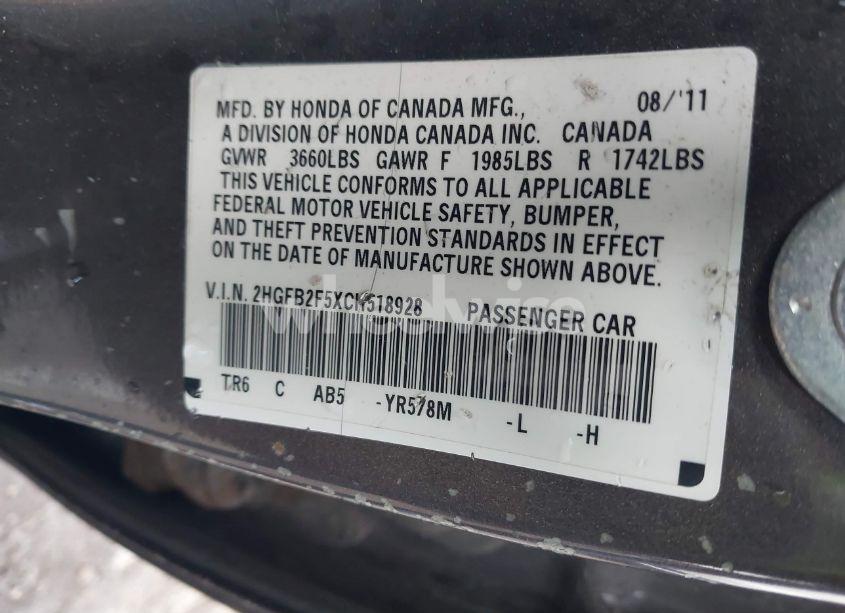 MFD. BY HONDA OF CANADA MFG., 08/'11
A DIVISION OF HONDA CANADA INC. CANADA
GVWR 3660LBS GAWR F 1985LBS R 1742LBS
THIS VEHICLE CONFORMS TO ALL APPLICABLE
FEDERAL MOTOR VEHICLE SAFETY, BUMPER,
AND THEFT PREVENTION STANDARDS IN EFFECT
ON THE DATE OF MANUFACTURE SHOWN ABOVE.
V.I.N. 2HGFB2F5XCH518928 PASSENGER CAR
TR6 C AB5 -YR578M -L -H